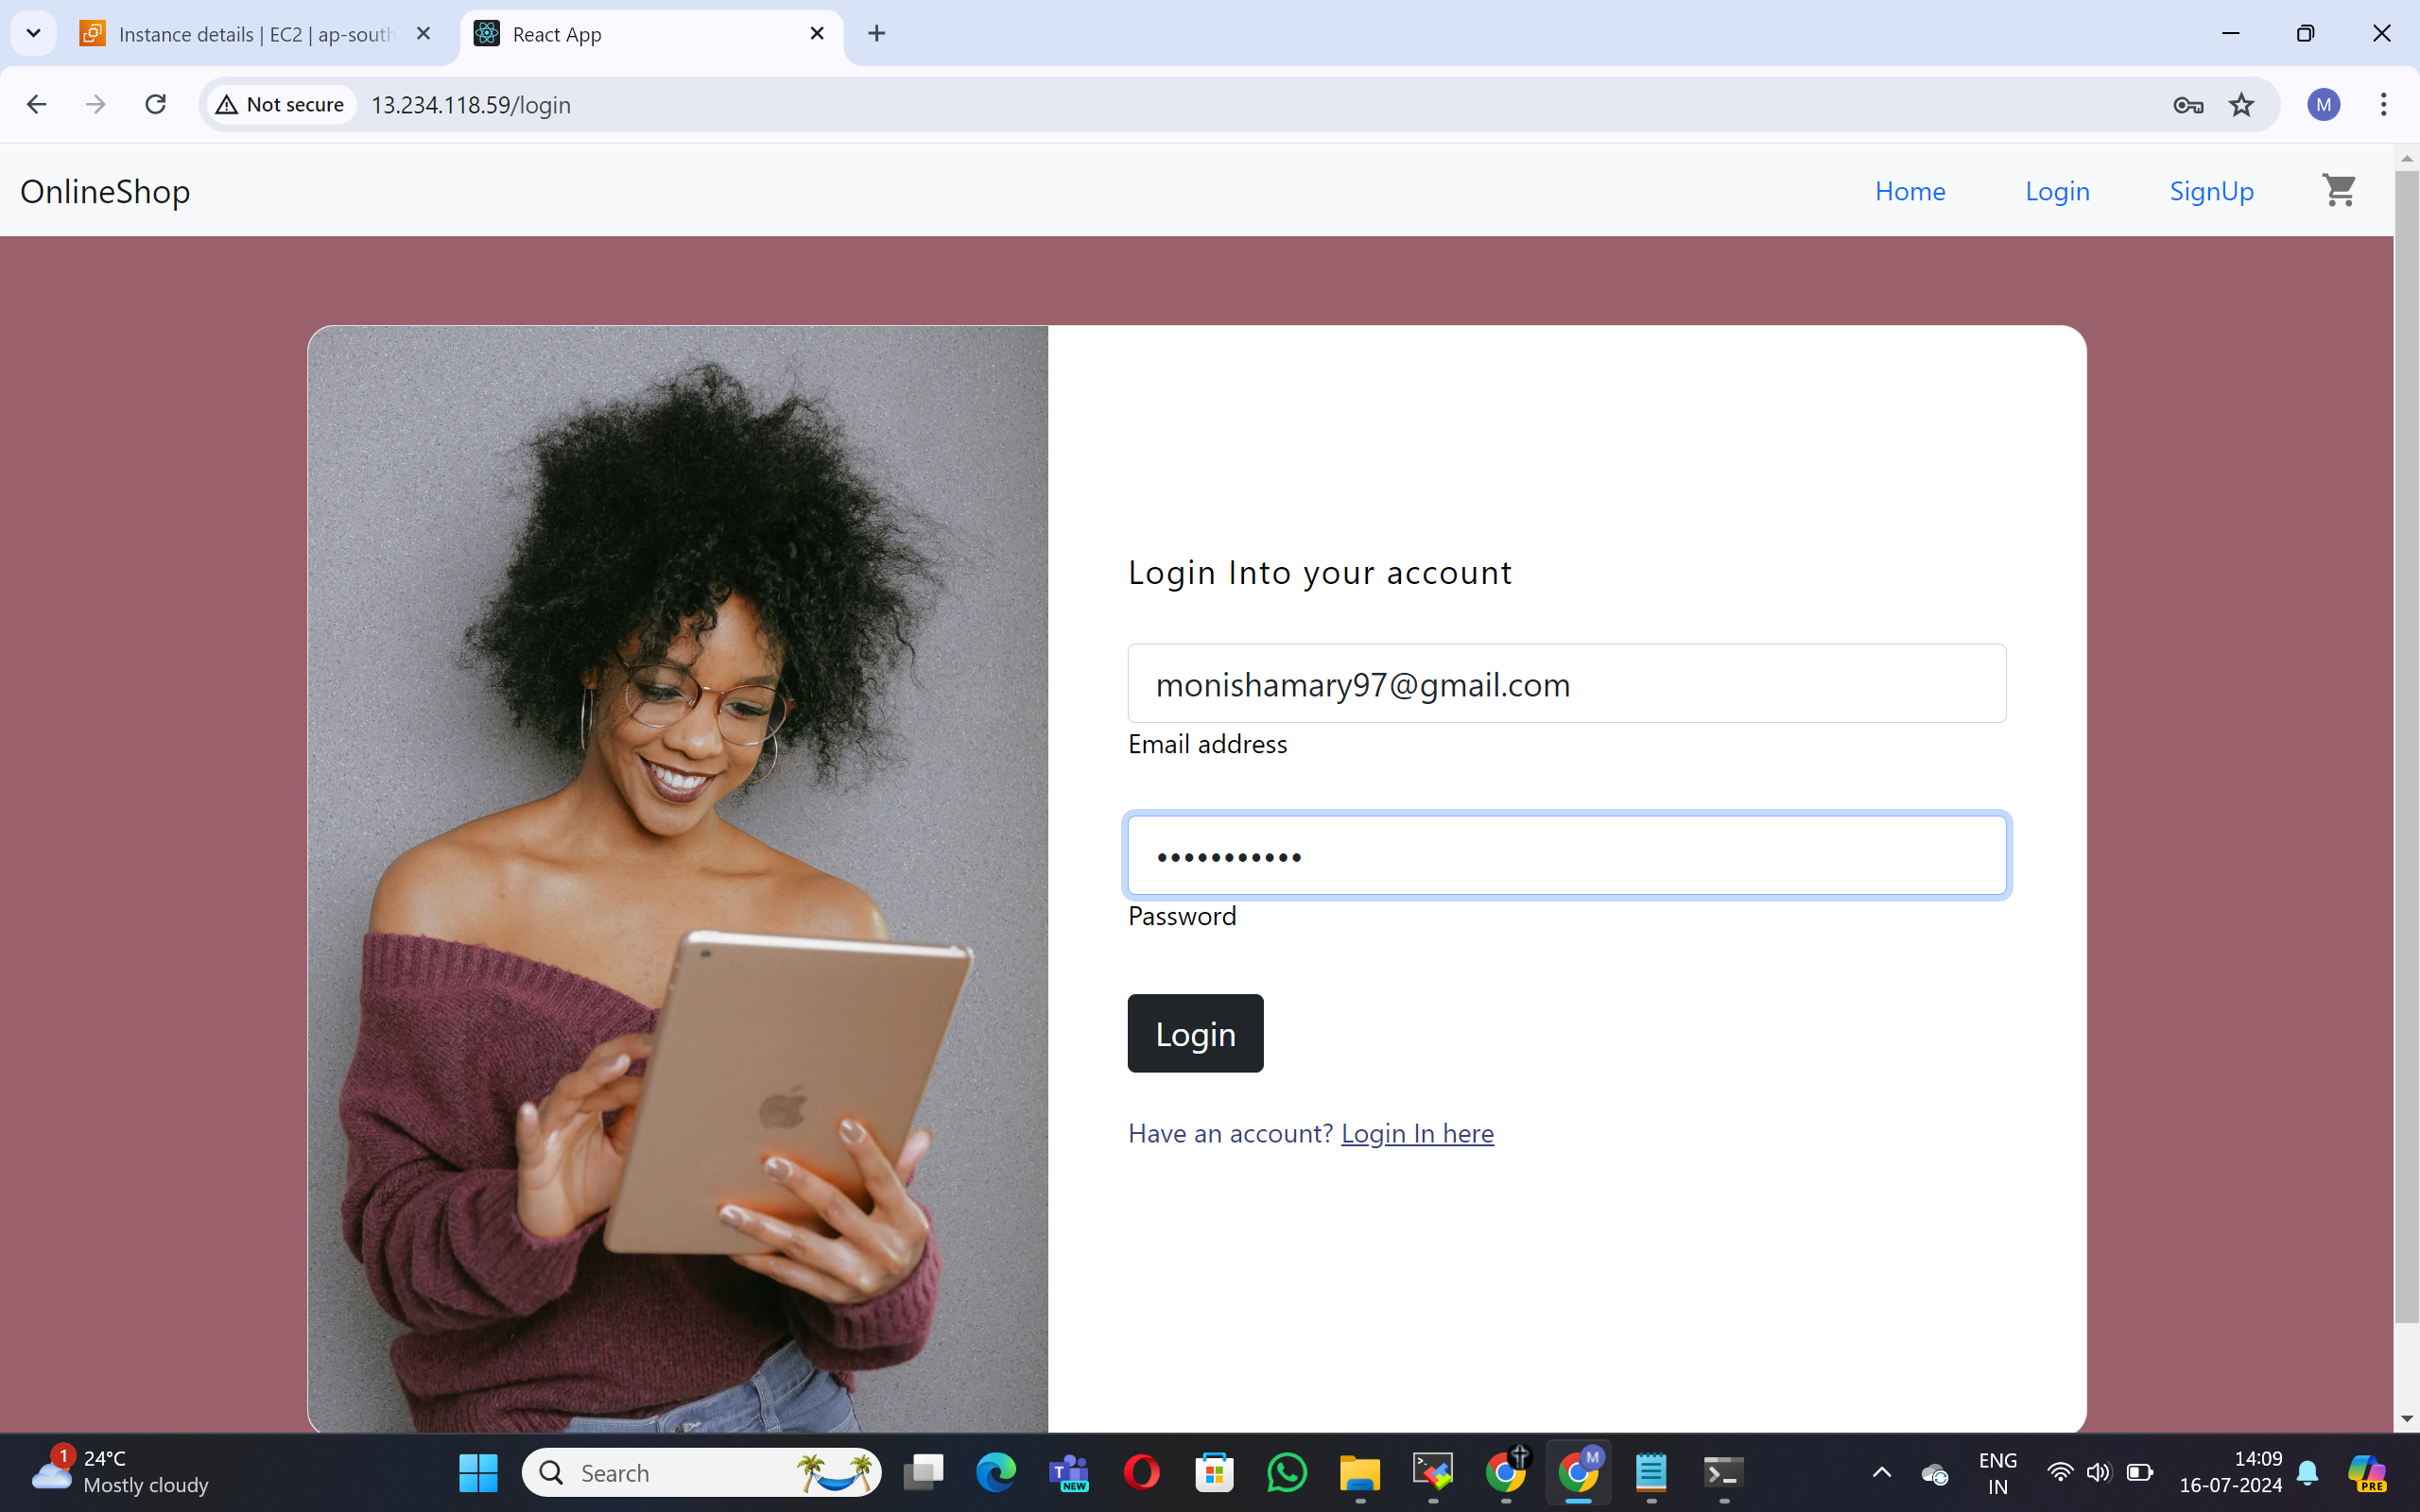 Instance details | EC2 | ap-south
React App
Not secure
13.234.118.59/login
M
OnlineShop
Home
Login
SignUp
Login Into your account
monishamary97@gmail.com
Email address
•••••••••••
Password
Login
Have an account? Login In here
1
24°C
Mostly cloudy
Search
T
NEW
M
ENG
IN
14:09
16-07-2024
PRE